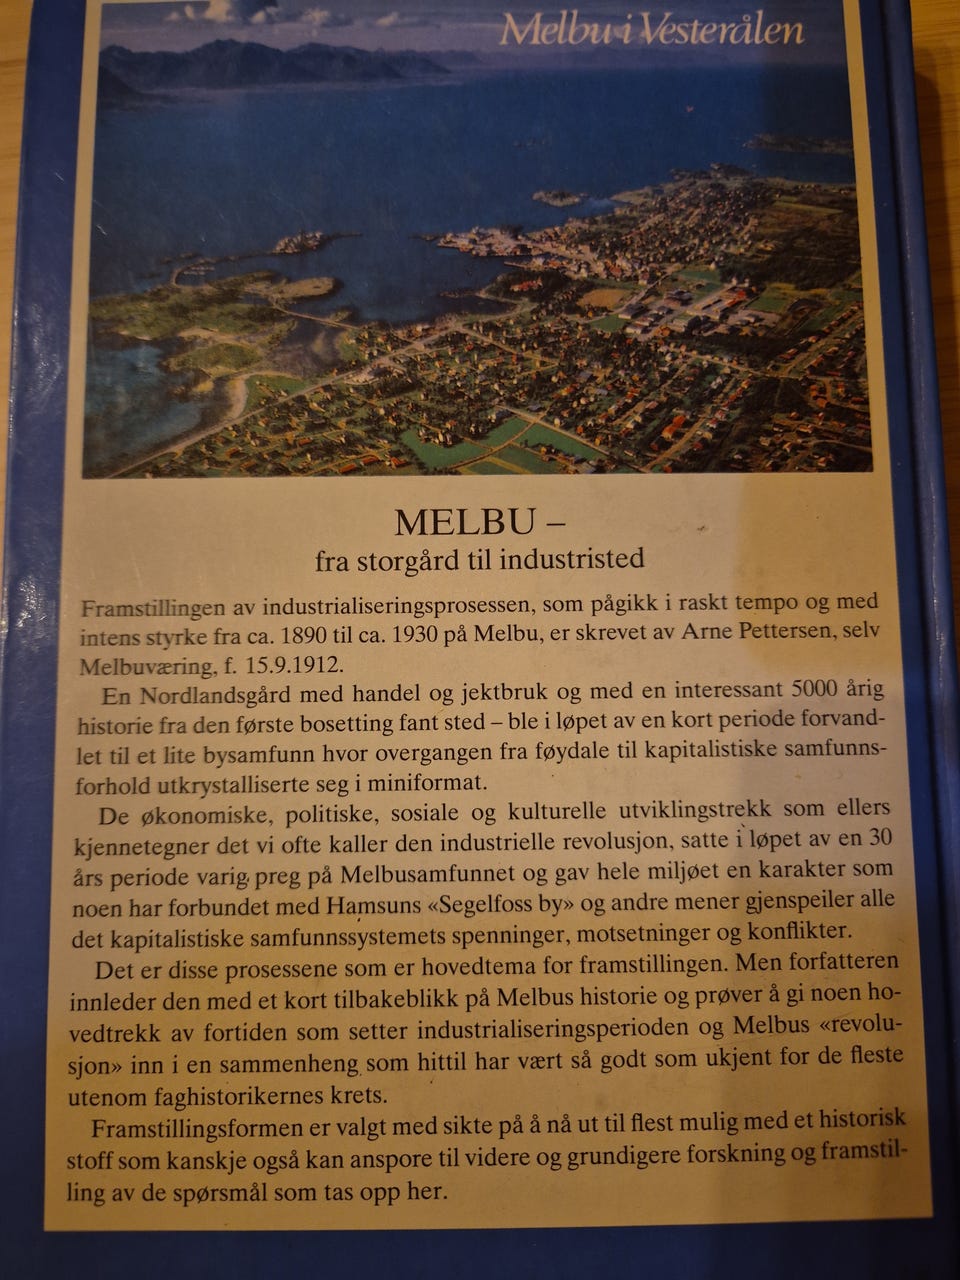 Melbu i Vesterålen
MELBU –
fra storgård til industristed
Framstillingen av industrialiseringsprosessen, som pågikk i raskt tempo og med
intens styrke fra ca. 1890 til ca. 1930 på Melbu, er skrevet av Arne Pettersen, selv
Melbuværing, f. 15.9.1912.
En Nordlandsgård med handel og jektbruk og med en interessant 5000 årig
historie fra den første bosetting fant sted – ble i løpet av en kort periode forvand-
let til et lite bysamfunn hvor overgangen fra føydale til kapitalistiske samfunns-
forhold utkrystalliserte seg i miniformat.
De økonomiske, politiske, sosiale og kulturelle utviklingstrekk som ellers
kjennetegner det vi ofte kaller den industrielle revolusjon, satte i løpet av en 30
års periode varig preg på Melbusamfunnet og gav hele miljøet en karakter som
noen har forbundet med Hamsuns «Segelfoss by» og andre mener gjenspeiler alle
det kapitalistiske samfunnssystemets spenninger, motsetninger og konflikter.
Det er disse prosessene som er hovedtema for framstillingen. Men forfatteren
innleder den med et kort tilbakeblikk på Melbus historie og prøver å gi noen ho-
vedtrekk av fortiden som setter industrialiseringsperioden og Melbus «revolu-
sjon» inn i en sammenheng som hittil har vært så godt som ukjent for de fleste
utenom faghistorikernes krets.
Framstillingsformen er valgt med sikte på å nå ut til flest mulig med et historisk
stoff som kanskje også kan anspore til videre og grundigere forskning og framstil-
ling av de spørsmål som tas opp her.